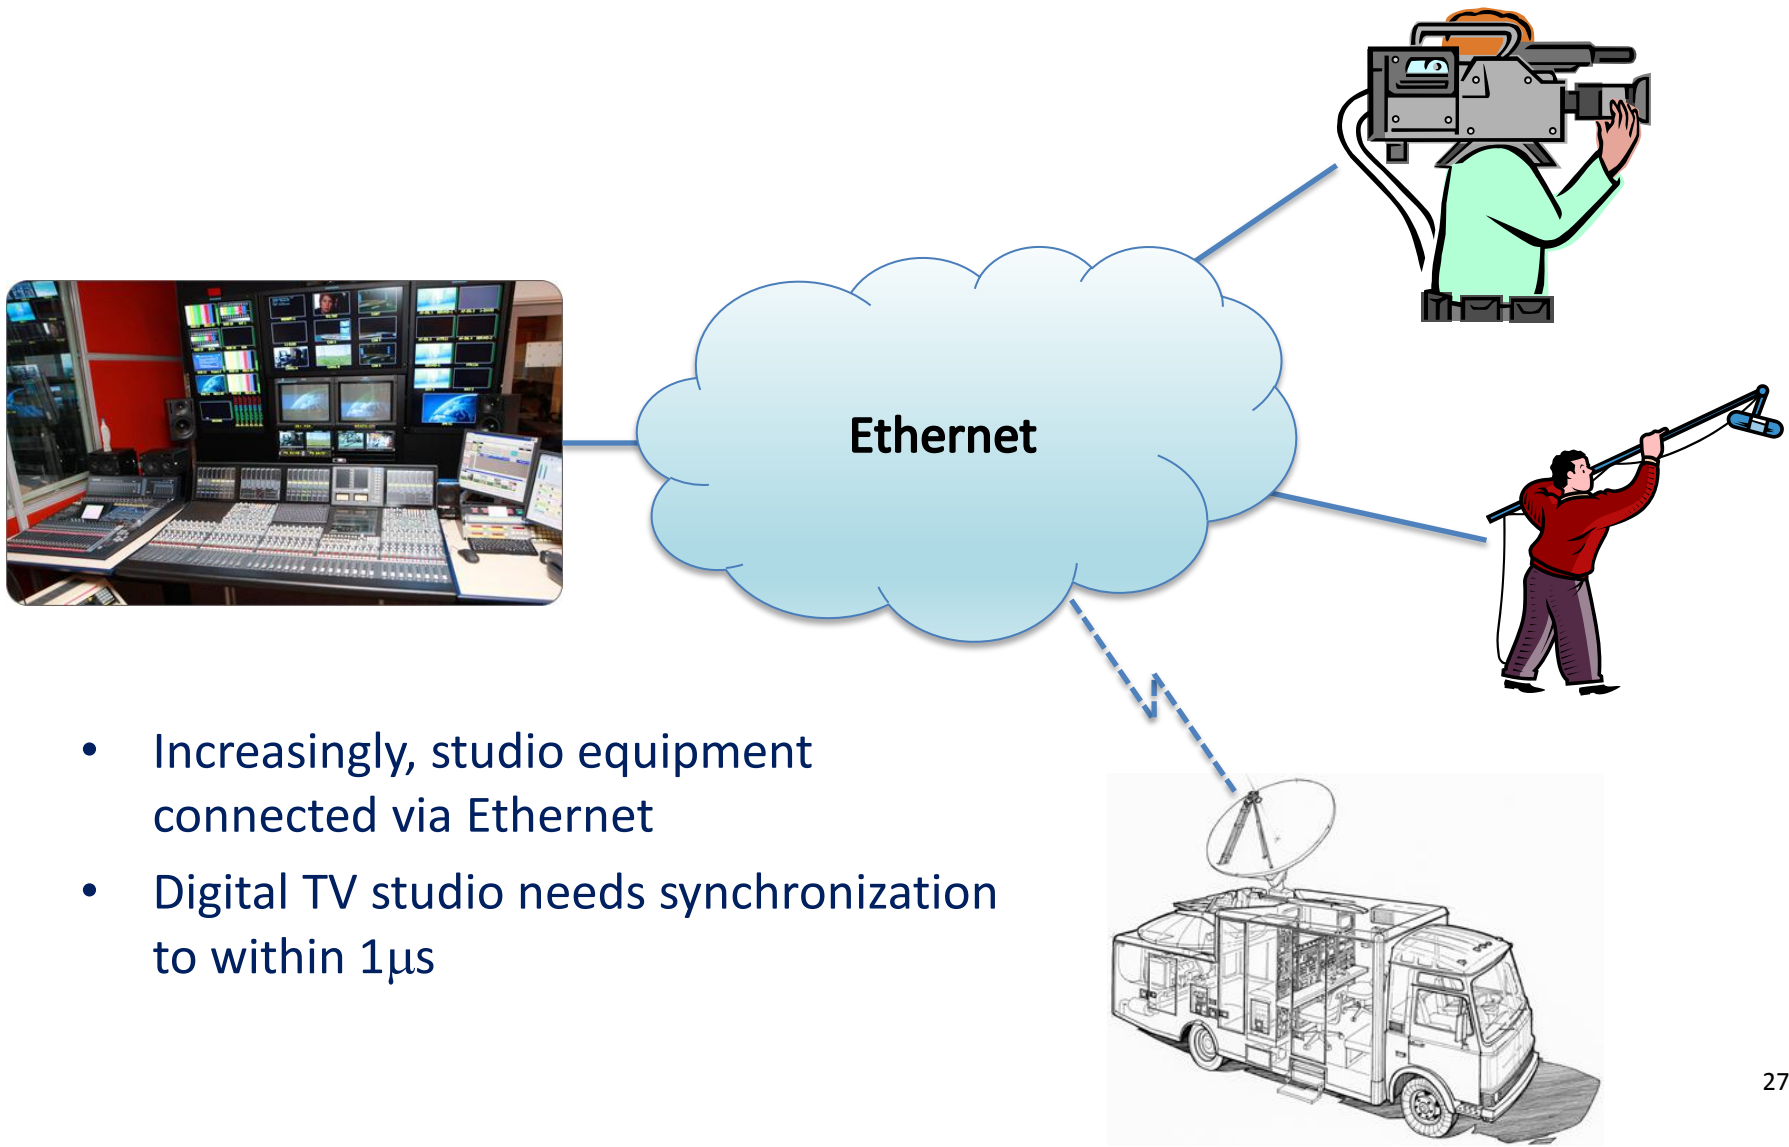 Ethernet
• Increasingly, studio equipment
connected via Ethernet
• Digital TV studio needs synchronization
to within 1μs
27